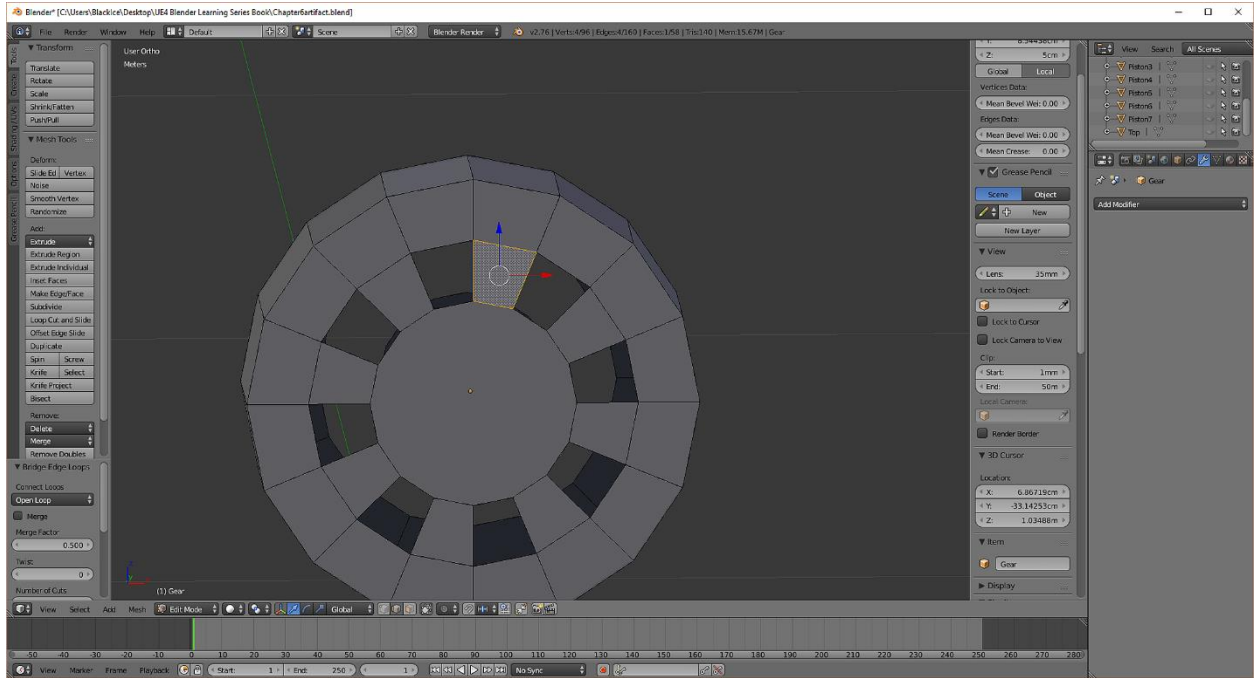 Blender* [C:\Users\BlackIce\Desktop\UE4 Blender Learning Series Book\Chapter6artifact.blend]
File Render Window Help Default Scene Blender Render v2.76 | Verts:4/96 | Edges:4/160 | Faces:1/58 | Tris:140 | Mem:15.67M | Gear
Tools
Create
Shading / UVs
Options
Grease Pencil
Transform
Translate
Rotate
Scale
Shrink/Fatten
Push/Pull
Mesh Tools
Deform:
Slide Ed Vertex
Noise
Smooth Vertex
Randomize
Add:
Extrude
Extrude Region
Extrude Individual
Inset Faces
Make Edge/Face
Subdivide
Loop Cut and Slide
Offset Edge Slide
Duplicate
Spin Screw
Knife Select
Knife Project
Bisect
Remove:
Delete
Merge
Remove Doubles
Bridge Edge Loops
Connect Loops
Open Loop
Merge
Merge Factor
0.500
Twist
0
Number of Cuts
User Ortho
Meters
(1) Gear
Z: 5cm
Global Local
Vertices Data:
Mean Bevel Wei: 0.00
Edges Data:
Mean Bevel Wei: 0.00
Mean Crease: 0.00
Grease Pencil
Scene Object
New
New Layer
View
Lens: 35mm
Lock to Object:
Lock to Cursor
Lock Camera to View
Clip:
Start: 1mm
End: 50m
Local Camera:
Render Border
3D Cursor
Location:
X: 6.86719cm
Y: -33.14253cm
Z: 1.03488m
Item
Gear
Display
View Search All Scenes
Piston3
Piston4
Piston5
Piston6
Piston7
Top
Gear
Add Modifier
View Select Add Mesh Edit Mode Global
-50 -40 -30 -20 -10 0 10 20 30 40 50 60 70 80 90 100 110 120 130 140 150 160 170 180 190 200 210 220 230 240 250 260 270 280
View Marker Frame Playback Start: 1 End: 250 1 No Sync